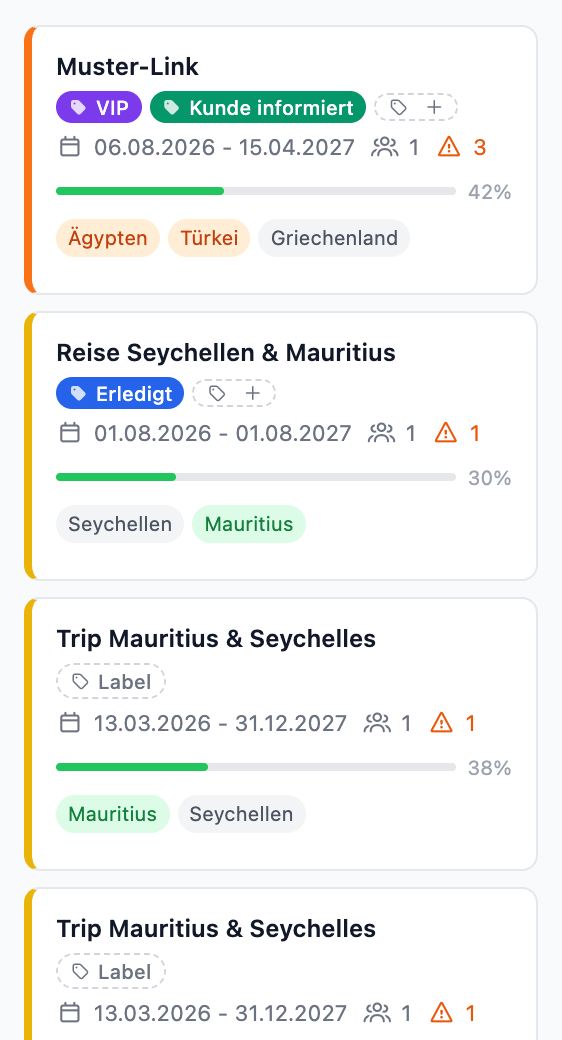 Muster-Link
VIP Kunde informiert +
06.08.2026 - 15.04.2027 1 3
42%
Ägypten Türkei Griechenland
Reise Seychellen & Mauritius
Erledigt +
01.08.2026 - 01.08.2027 1 1
30%
Seychellen Mauritius
Trip Mauritius & Seychelles
Label
13.03.2026 - 31.12.2027 1 1
38%
Mauritius Seychellen
Trip Mauritius & Seychelles
Label
13.03.2026 - 31.12.2027 1 1